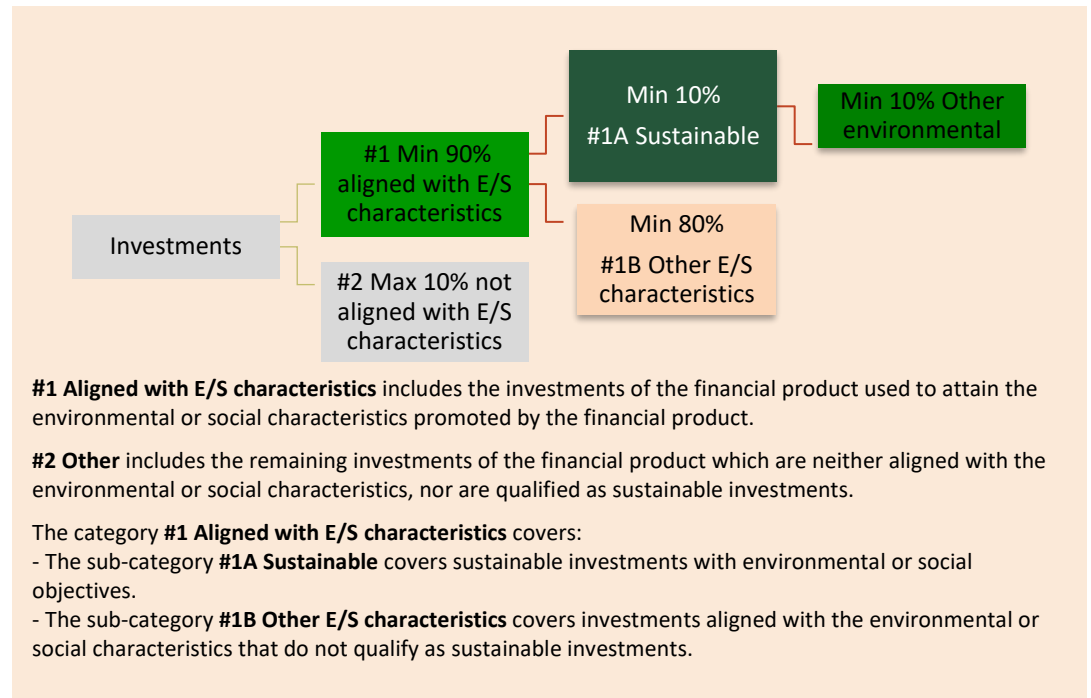 Investments
#1 Min 90%
aligned with E/S
characteristics
#2 Max 10% not
aligned with E/S
characteristics
Min 10%
#1A Sustainable
Min 80%
#1B Other E/S
characteristics
Min 10% Other
environmental
#1 Aligned with E/S characteristics includes the investments of the financial product used to attain the
environmental or social characteristics promoted by the financial product.
#2 Other includes the remaining investments of the financial product which are neither aligned with the
environmental or social characteristics, nor are qualified as sustainable investments.
The category #1 Aligned with E/S characteristics covers:
- The sub-category #1A Sustainable covers sustainable investments with environmental or social
objectives.
- The sub-category #1B Other E/S characteristics covers investments aligned with the environmental or
social characteristics that do not qualify as sustainable investments.